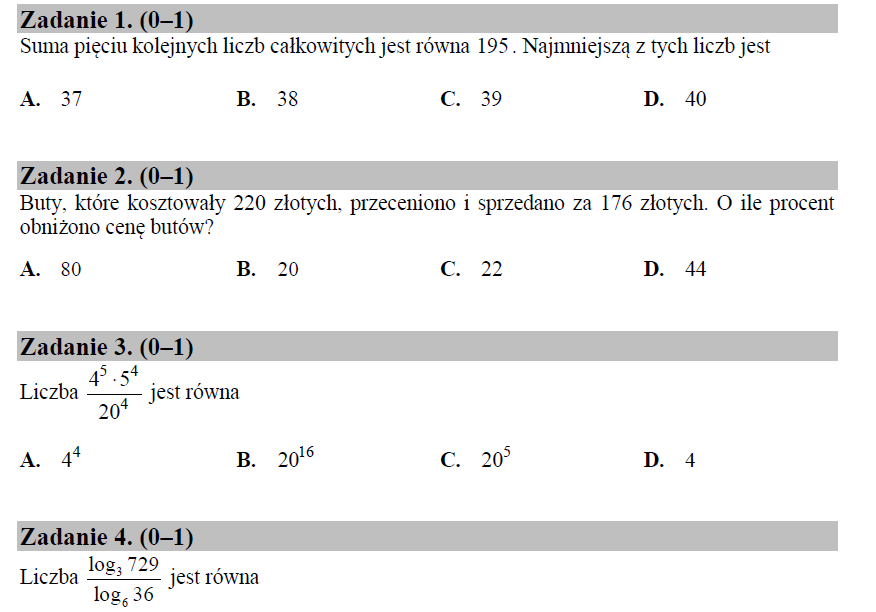 Zadanie 1. (0–1)
Suma pięciu kolejnych liczb całkowitych jest równa 195. Najmniejszą z tych liczb jest
A. 37 B. 38 C. 39 D. 40
Zadanie 2. (0–1)
Buty, które kosztowały 220 złotych, przeceniono i sprzedano za 176 złotych. O ile procent
obniżono cenę butów?
A. 80 B. 20 C. 22 D. 44
Zadanie 3. (0–1)
Liczba \frac{4^5 \cdot 5^4}{20^4} jest równa
A. 4^4 B. 20^{16} C. 20^5 D. 4
Zadanie 4. (0–1)
Liczba \frac{\log_3 729}{\log_6 36} jest równa